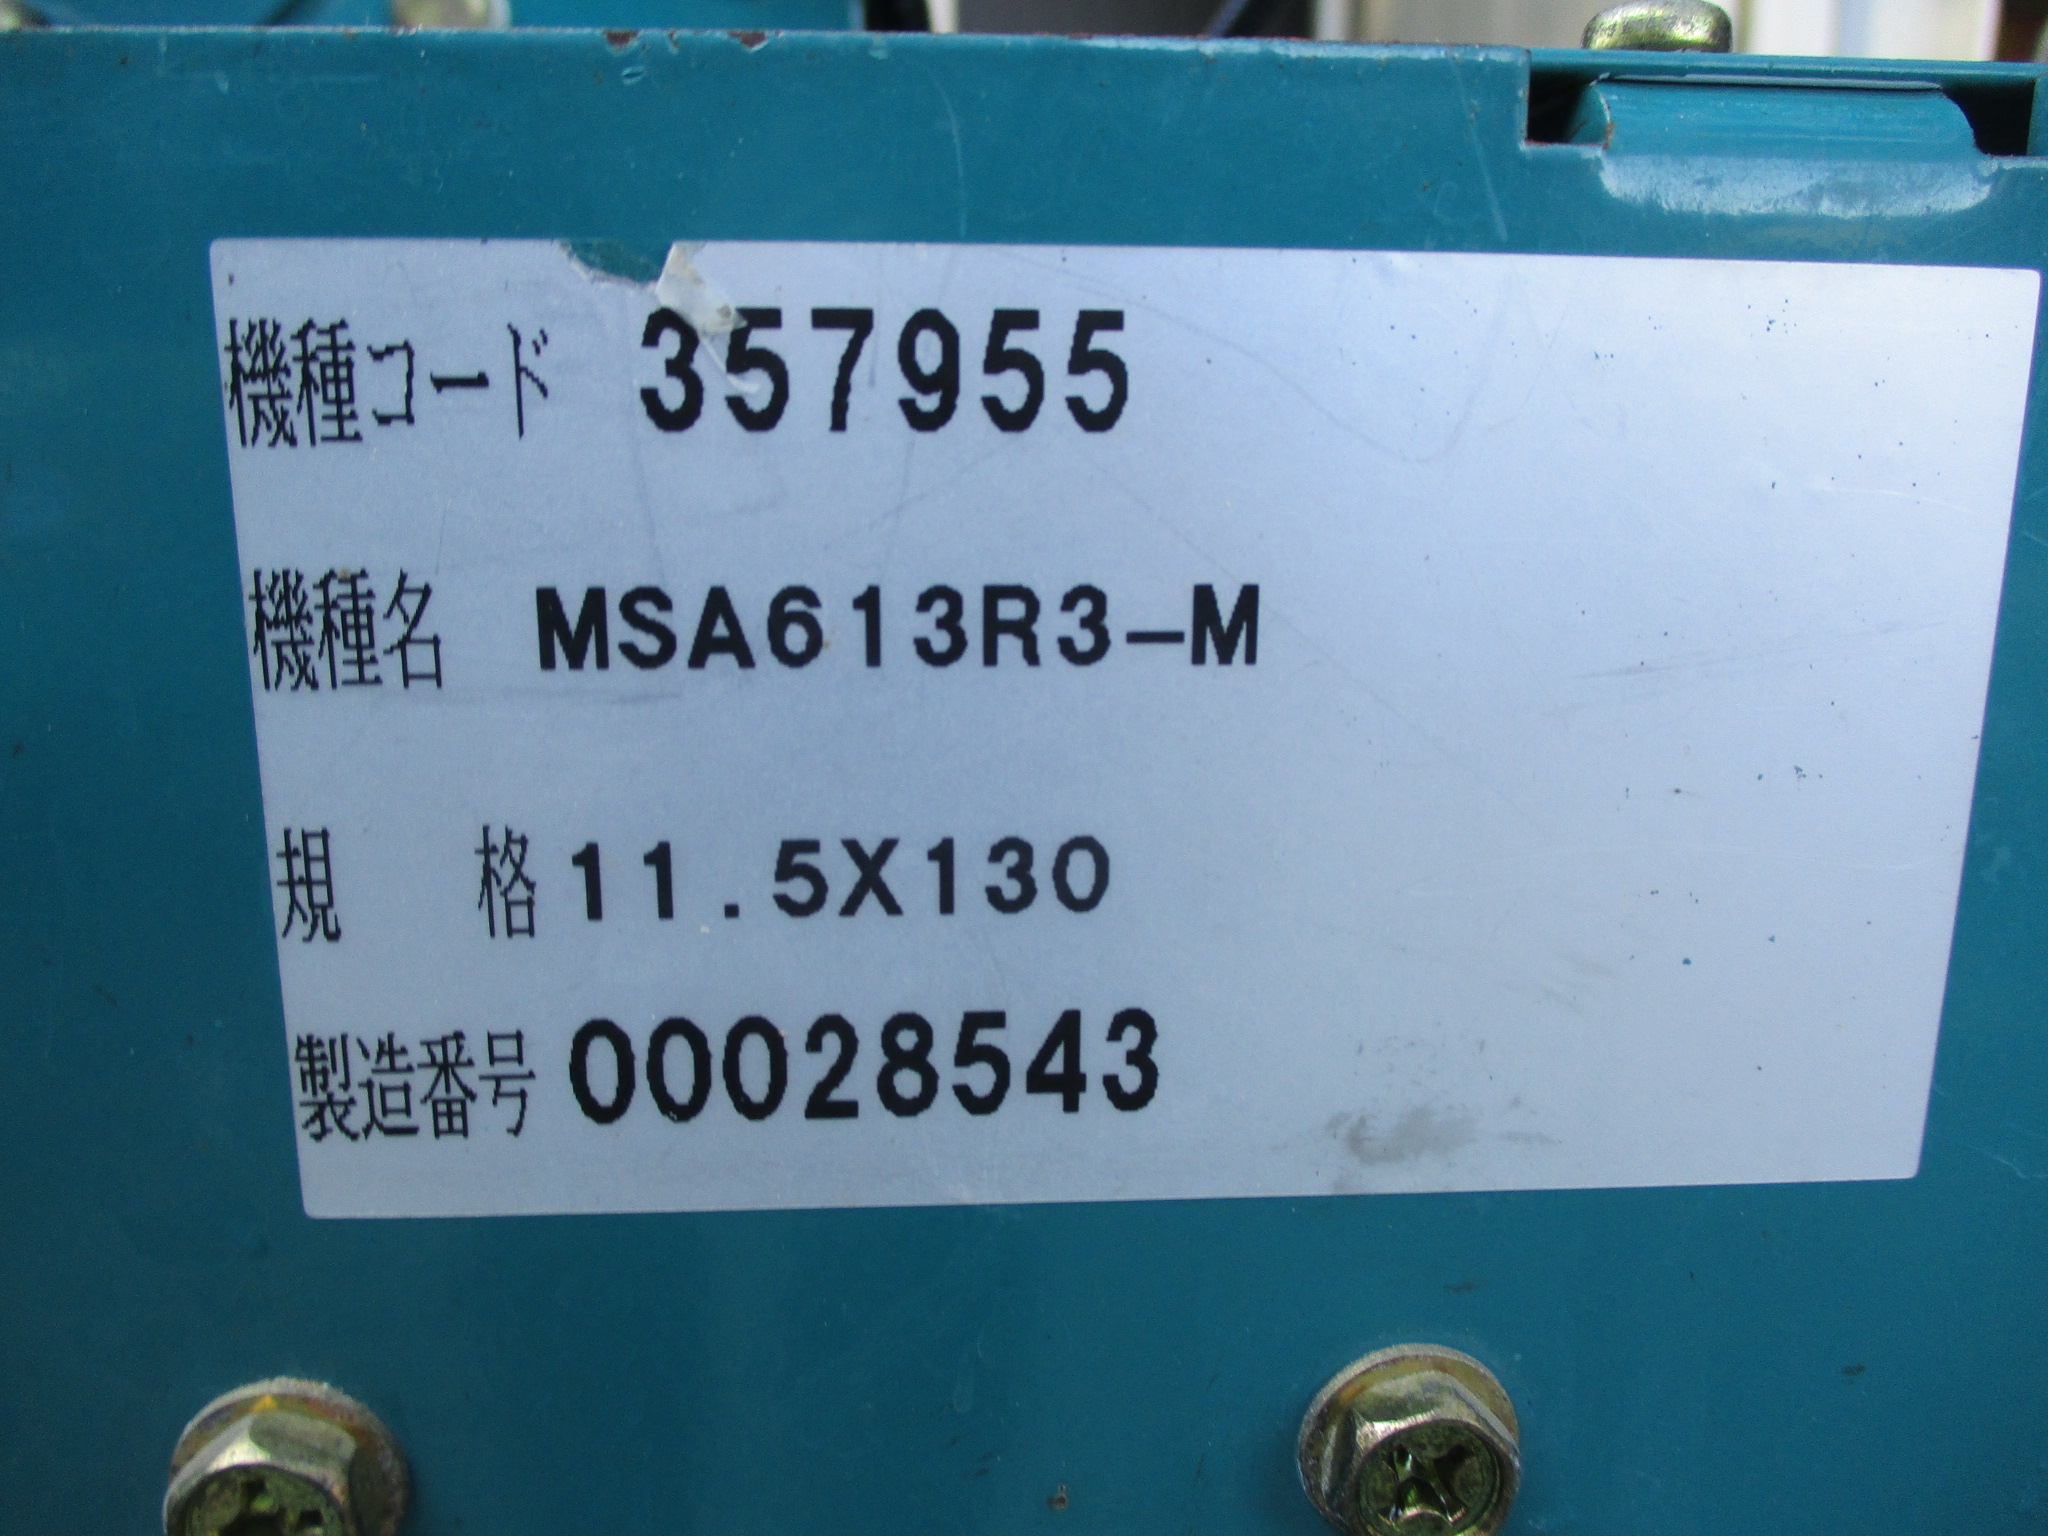 機種コード 357955
機種名 MSA613R3-M
規 格 11.5X130
製造番号 00028543